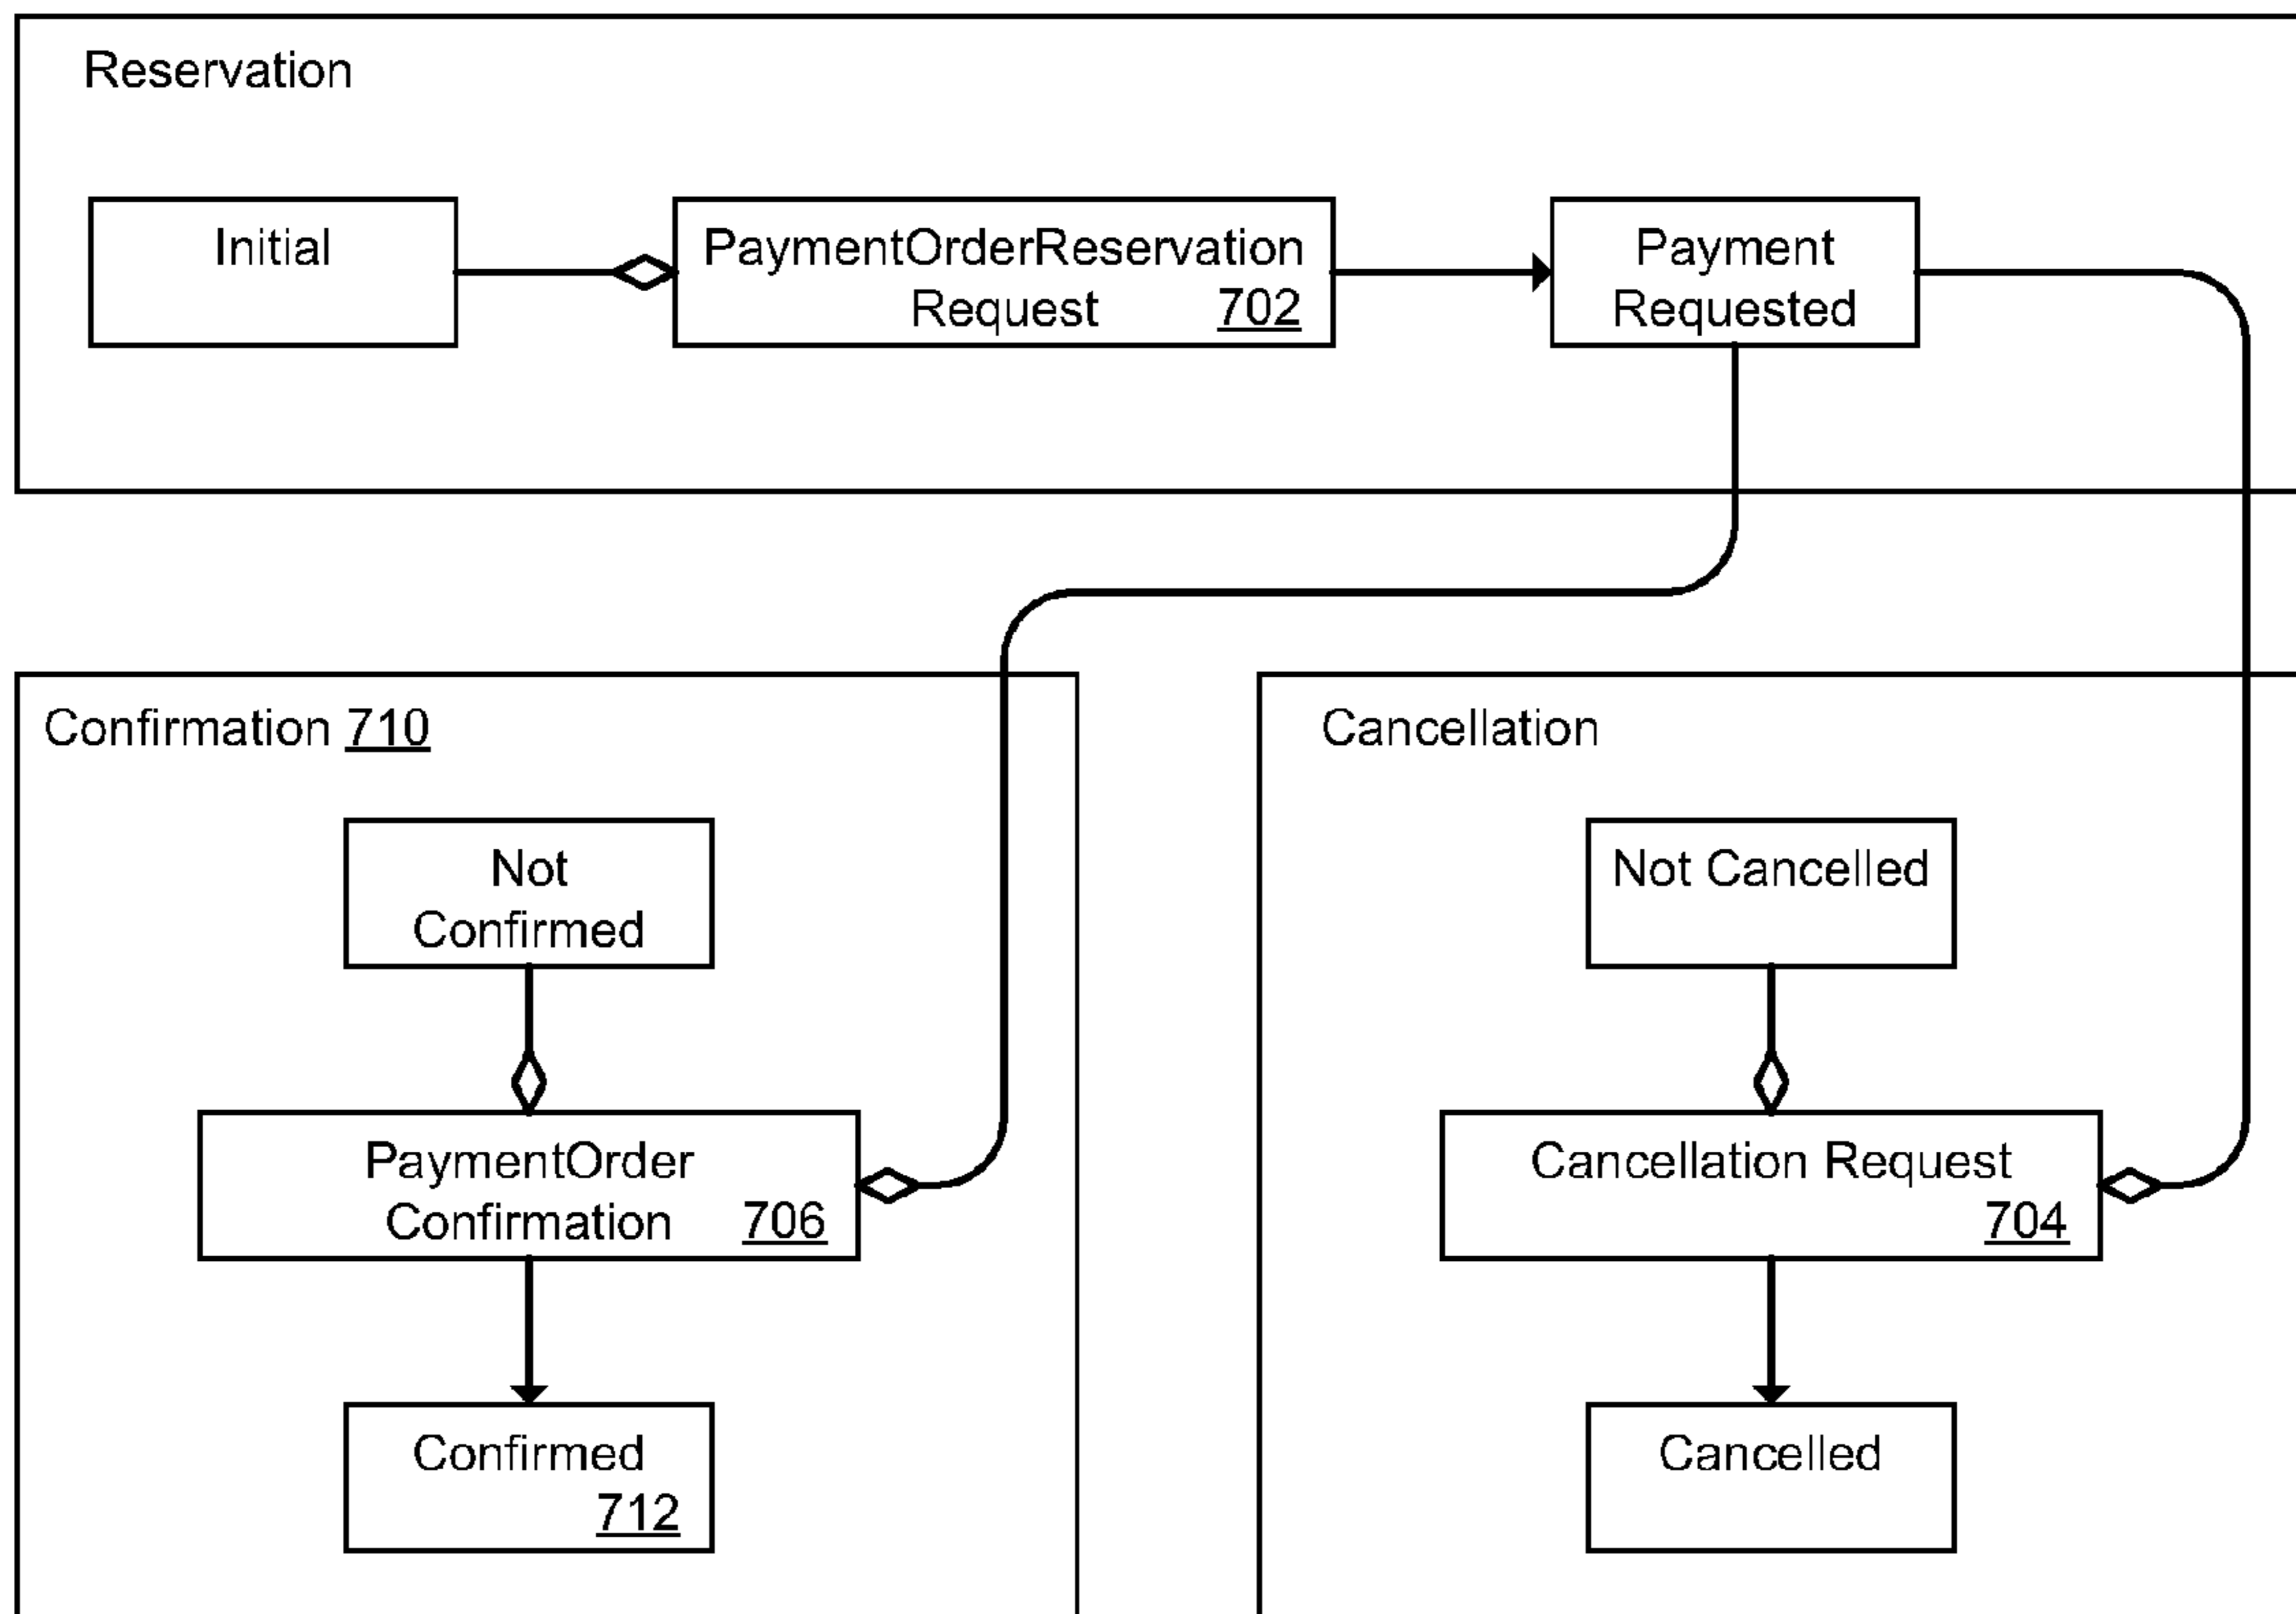 Reservation
Initial
PaymentOrderReservation
Request 702
Payment
Requested
Confirmation 710
Not
Confirmed
PaymentOrder
Confirmation 706
Confirmed
712
Cancellation
Not Cancelled
Cancellation Request
704
Cancelled